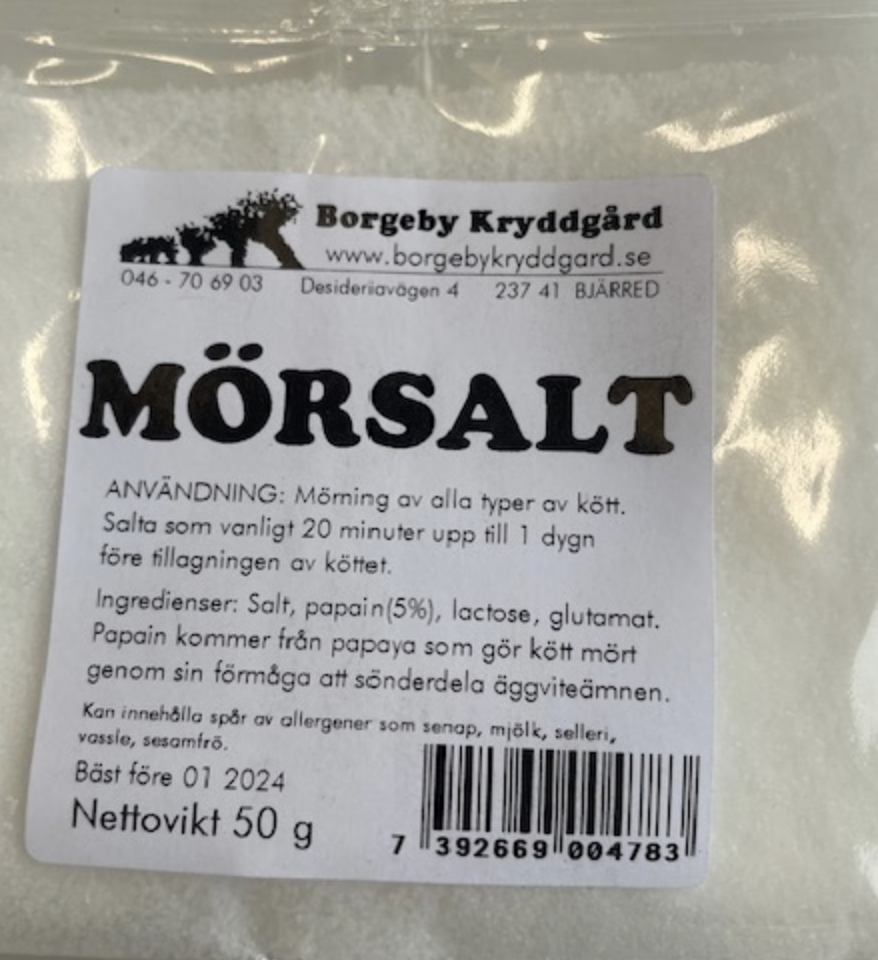 Borgeby Kryddgård
www.borgebykryddgard.se
046 - 70 69 03 Desideriavägen 4 237 41 BJÄRRED
MÖRSALT
ANVÄNDNING: Mörning av alla typer av kött.
Salta som vanligt 20 minuter upp till 1 dygn
före tillagningen av köttet.
Ingredienser: Salt, papain(5%), lactose, glutamat.
Papain kommer från papaya som gör kött mört
genom sin förmåga att sönderdela äggviteämnen.
Kan innehålla spår av allergener som senap, mjölk, selleri,
vassle, sesamfrö.
Bäst före 01 2024
Nettovikt 50 g
7 392669 004783